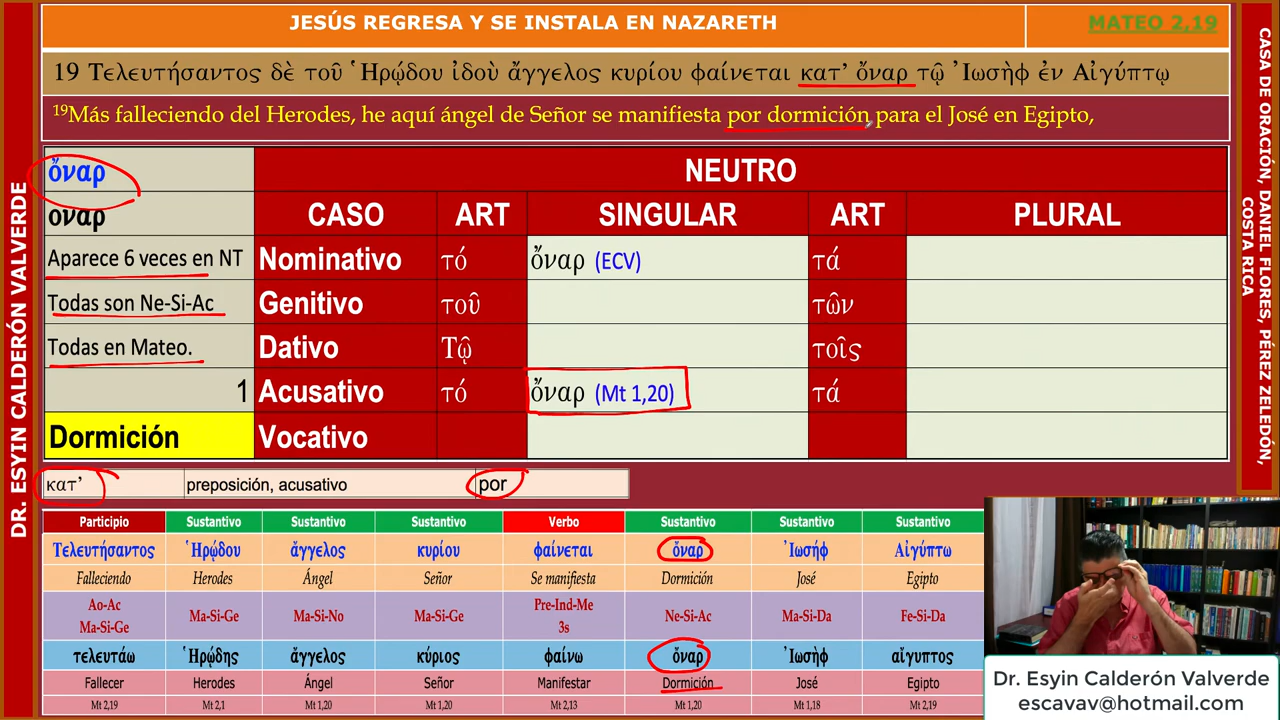 JESÚS REGRESA Y SE INSTALA EN NAZARETH
MATEO 2,19
19 Τελευτήσαντος δὲ τοῦ Ἡρῴδου ἰδοὺ ἄγγελος κυρίου φαίνεται κατ’ ὄναρ τῷ Ἰωσὴφ ἐν Αἰγύπτῳ
19Más falleciendo del Herodes, he aquí ángel de Señor se manifiesta por dormición para el José en Egipto,
ὄναρ NEUTRO
οναρ CASO ART SINGULAR ART PLURAL
Aparece 6 veces en NT Nominativo τό ὄναρ (ECV) τά
Todas son Ne-Si-Ac Genitivo τοῦ τῶν
Todas en Mateo. Dativo Τῷ τοῖς
1 Acusativo τό ὄναρ (Mt 1,20) τά
Dormición Vocativo
κατ’ preposición, acusativo por
Participio Sustantivo Sustantivo Sustantivo Verbo Sustantivo Sustantivo Sustantivo
Τελευτήσαντος Ἡρῴδου ἄγγελος κυρίου φαίνεται ὄναρ Ἰωσήφ Αἰγύπτω
Falleciendo Herodes Ángel Señor Se manifiesta Dormición José Egipto
Ao-Ac Ma-Si-Ge Ma-Si-No Ma-Si-Ge Pre-Ind-Me Ne-Si-Ac Ma-Si-Da Fe-Si-Da
Ma-Si-Ge 3s
τελευτάω Ἡρῴδης ἄγγελος κύριος φαίνω ὄναρ Ἰωσὴφ αἴγυπτος
Fallecer Herodes Ángel Señor Manifestar Dormición José Egipto
Mt 2,19 Mt 2,1 Mt 1,20 Mt 1,20 Mt 2,13 Mt 1,20 Mt 1,18 Mt 2,19
DR. ESYIN CALDERÓN VALVERDE
CASA DE ORACIÓN, DANIEL FLORES, PÉREZ ZELEDÓN,
COSTA RICA
Dr. Esyin Calderón Valverde
escavav@hotmail.com